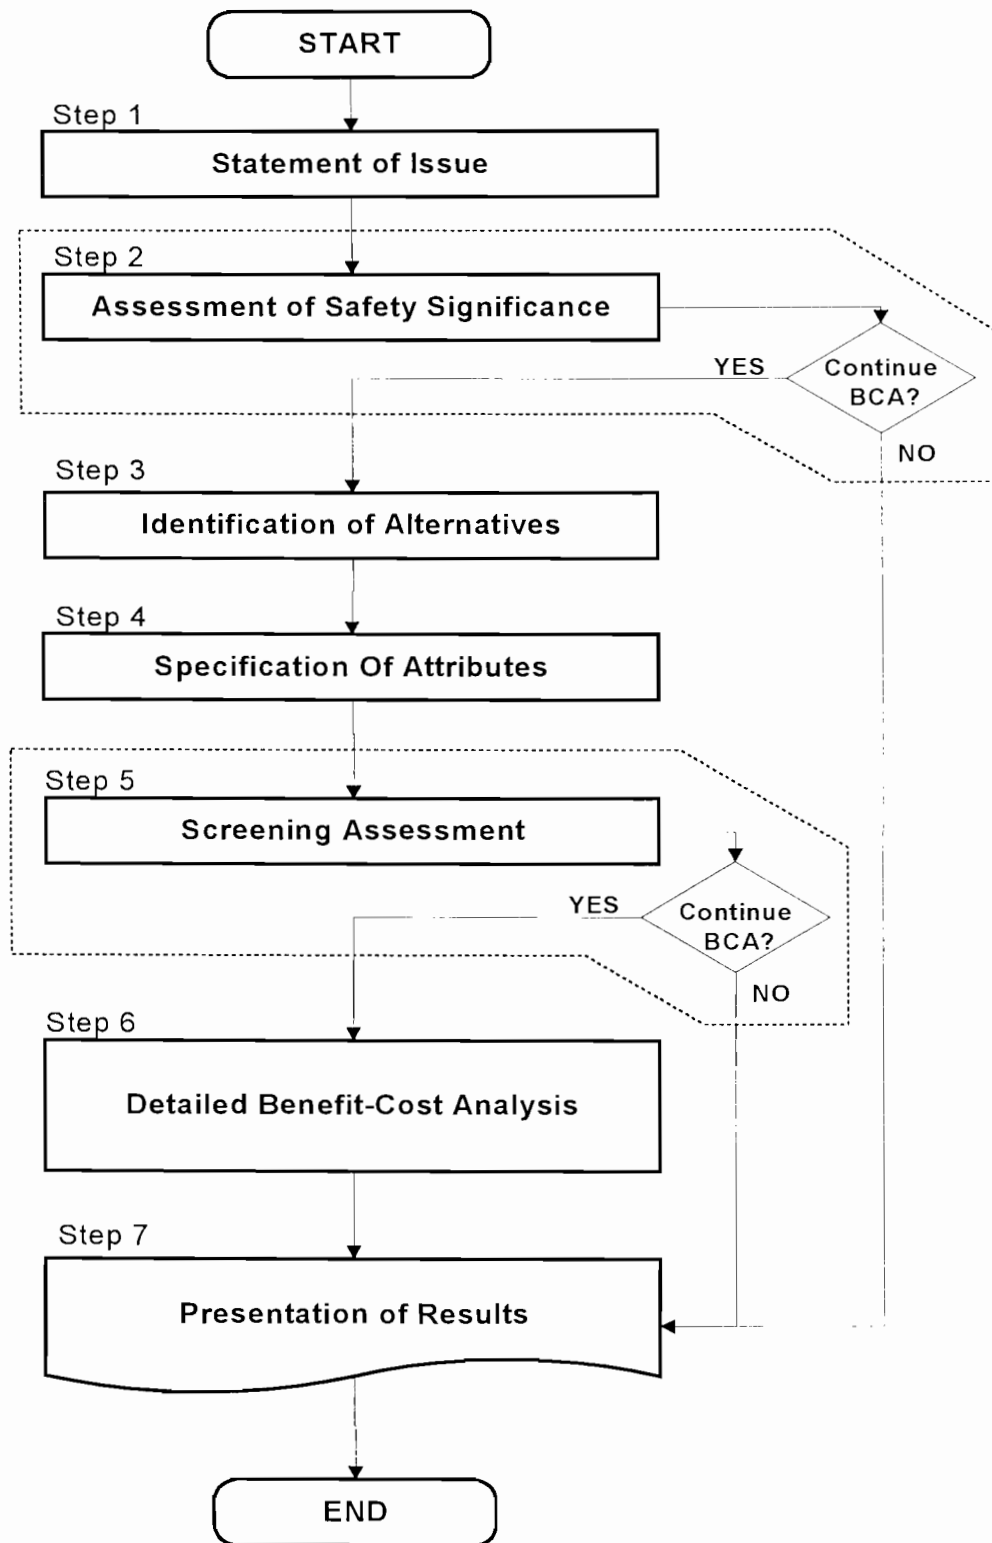 START
Step 1
Statement of Issue
Step 2
Assessment of Safety Significance
YES
Continue
BCA?
NO
Step 3
Identification of Alternatives
Step 4
Specification Of Attributes
Step 5
Screening Assessment
YES
Continue
BCA?
NO
Step 6
Detailed Benefit-Cost Analysis
Step 7
Presentation of Results
END